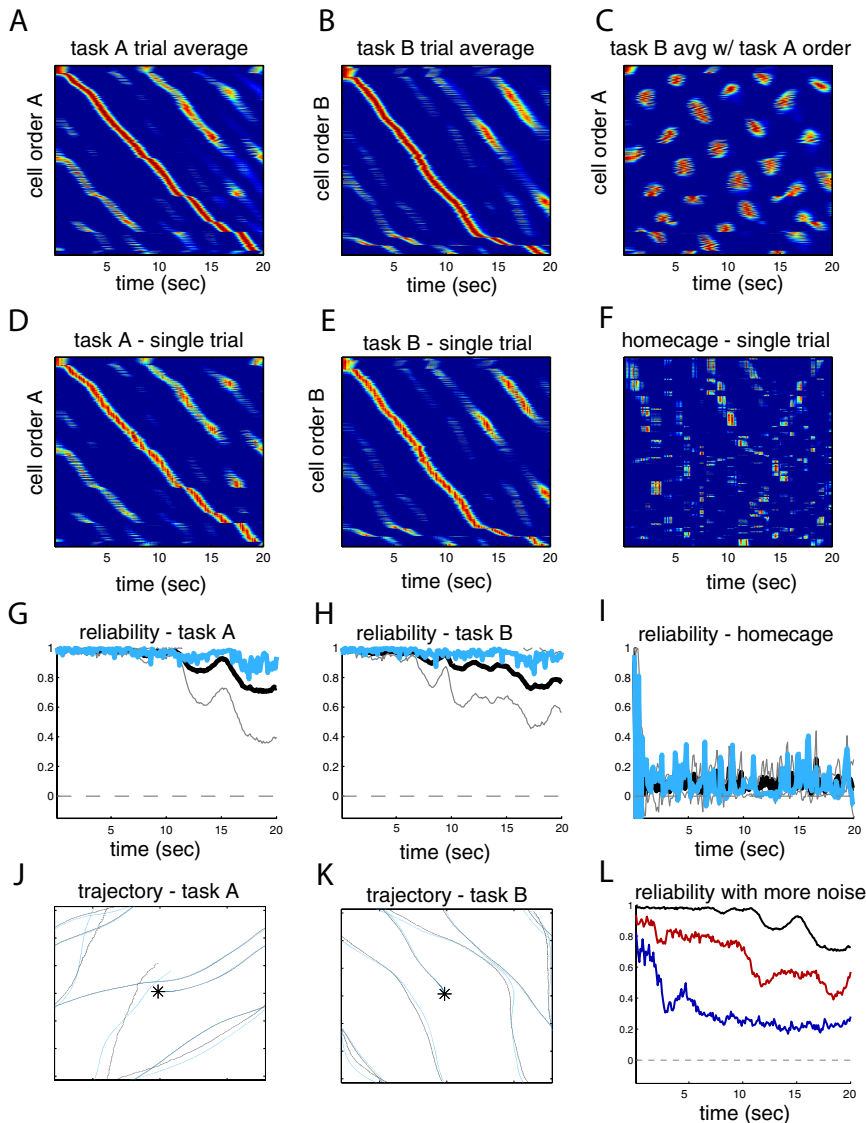 A
B
C
task A trial average
task B trial average
task B avg w/ task A order
cell order A
cell order B
cell order A
5 10 15 20
5 10 15 20
5 10 15 20
time (sec)
time (sec)
time (sec)
D
E
F
task A - single trial
task B - single trial
homecage - single trial
cell order A
cell order B
5 10 15 20
5 10 15 20
5 10 15 20
time (sec)
time (sec)
time (sec)
G
H
I
reliability - task A
reliability - task B
reliability - homecage
1
0.8
0.6
0.4
0.2
0
5 10 15 20
time (sec)
1
0.8
0.6
0.4
0.2
0
5 10 15 20
time (sec)
1
0.8
0.6
0.4
0.2
0
5 10 15 20
time (sec)
J
K
L
trajectory - task A
trajectory - task B
reliability with more noise
1
0.8
0.6
0.4
0.2
0
5 10 15 20
time (sec)